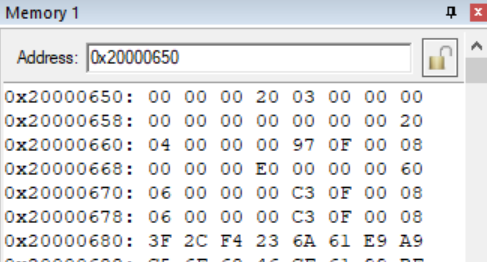 Memory 1
Address: 0x20000650
0x20000650: 00 00 00 20 03 00 00 00
0x20000658: 00 00 00 00 00 00 00 20
0x20000660: 04 00 00 00 97 0F 00 08
0x20000668: 00 00 00 E0 00 00 00 60
0x20000670: 06 00 00 00 C3 0F 00 08
0x20000678: 06 00 00 00 C3 0F 00 08
0x20000680: 3F 2C F4 23 6A 61 E9 A9